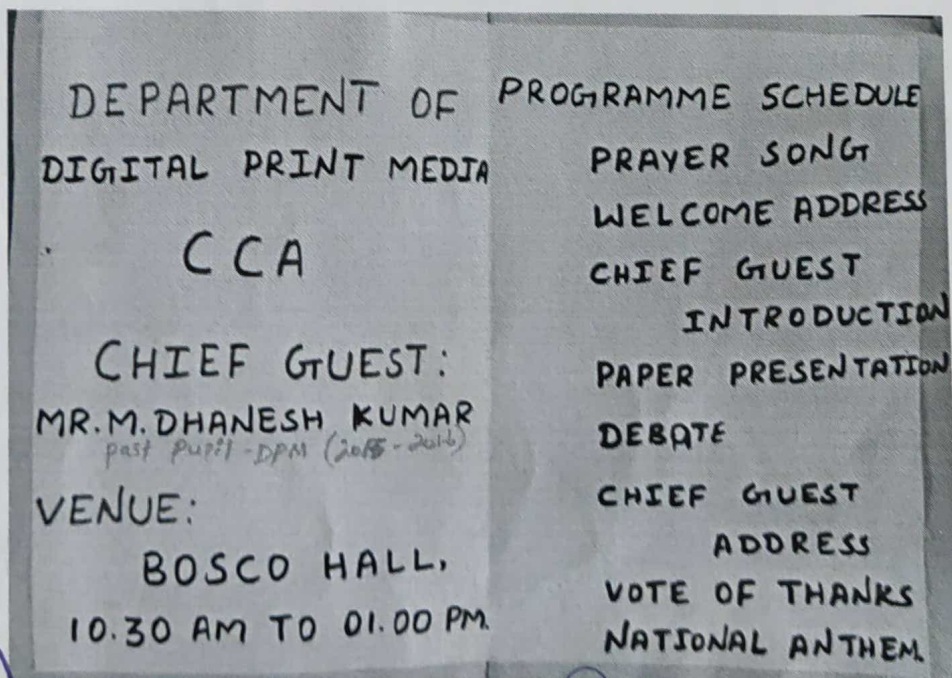 DEPARTMENT OF
DIGITAL PRINT MEDIA
CCA
CHIEF GUEST:
MR.M.DHANESH KUMAR
past pupil-DPM (2015-2016)
VENUE:
BOSCO HALL,
10.30 AM TO 01.00 PM.
PROGRAMME SCHEDULE
PRAYER SONG
WELCOME ADDRESS
CHIEF GUEST
INTRODUCTION
PAPER PRESENTATION
DEBATE
CHIEF GUEST
ADDRESS
VOTE OF THANKS
NATIONAL ANTHEM.